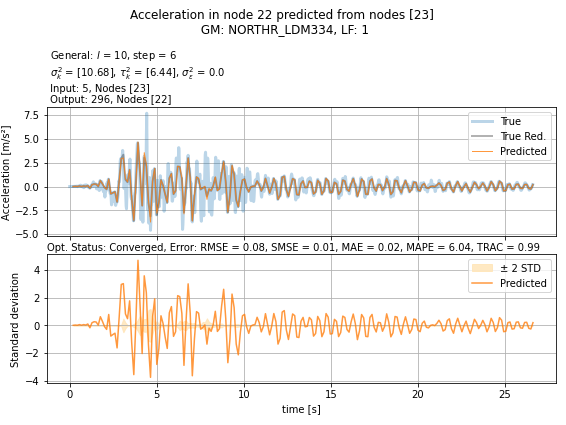 Acceleration in node 22 predicted from nodes [23]
GM: NORTHR_LDM334, LF: 1
General: l = 10, step = 6
σ²ₖ = [10.68], τ²ₖ = [6.44], σ²ε = 0.0
Input: 5, Nodes [23]
Output: 296, Nodes [22]
7.5
5.0
2.5
0.0
−2.5
−5.0
Acceleration [m/s²]
True
True Red.
Predicted
Opt. Status: Converged, Error: RMSE = 0.08, SMSE = 0.01, MAE = 0.02, MAPE = 6.04, TRAC = 0.99
4
2
0
−2
−4
Standard deviation
± 2 STD
Predicted
0 5 10 15 20 25
time [s]